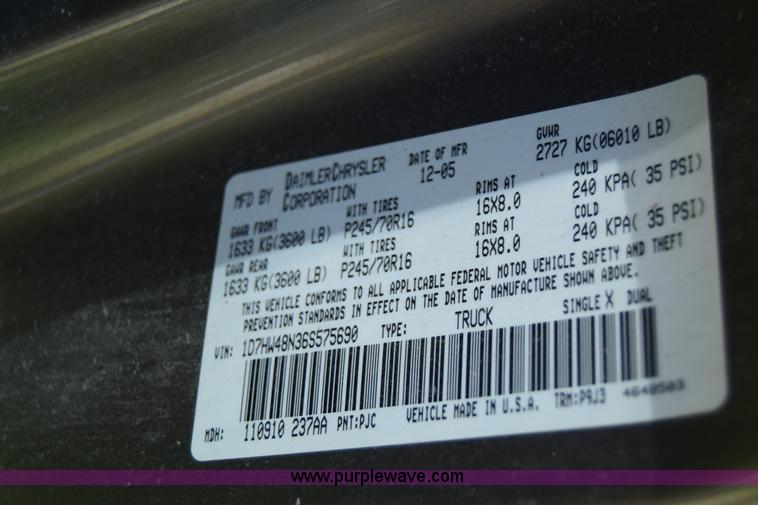 MFD BY DAIMLERCHRYSLER CORPORATION DATE OF MFR 12-05 GVWR 2727 KG(06010 LB)
GAWR FRONT WITH TIRES RIMS AT COLD
1633 KG(3600 LB) P245/70R16 16X8.0 240 KPA( 35 PSI)
GAWR REAR WITH TIRES RIMS AT COLD
1633 KG(3600 LB) P245/70R16 16X8.0 240 KPA( 35 PSI)
THIS VEHICLE CONFORMS TO ALL APPLICABLE FEDERAL MOTOR VEHICLE SAFETY AND THEFT
PREVENTION STANDARDS IN EFFECT ON THE DATE OF MANUFACTURE SHOWN ABOVE.
VIN: 1D7HW48N36S575690 TYPE: TRUCK SINGLE X DUAL
MDH: 110910 237AA PNT:PJC VEHICLE MADE IN U.S.A. TRM:P9J3 4648503
www.purplewave.com